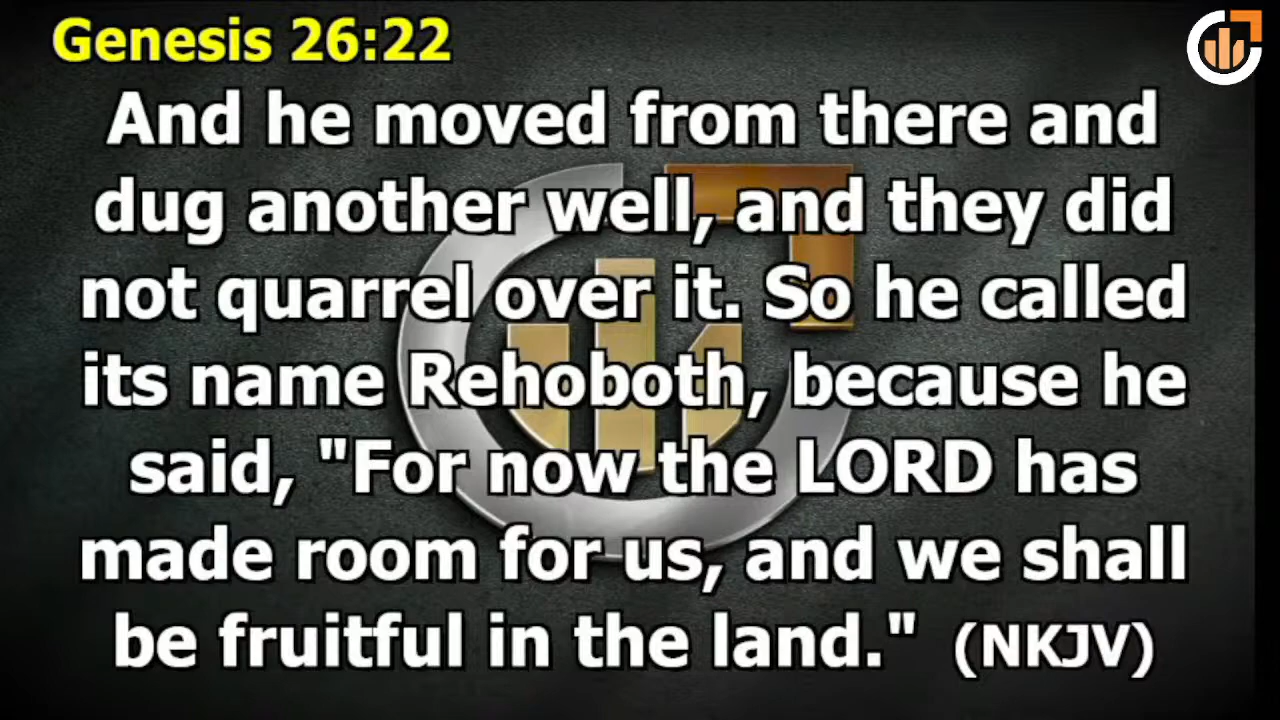 Genesis 26:22
And he moved from there and
dug another well, and they did
not quarrel over it. So he called
its name Rehoboth, because he
said, "For now the LORD has
made room for us, and we shall
be fruitful in the land." (NKJV)